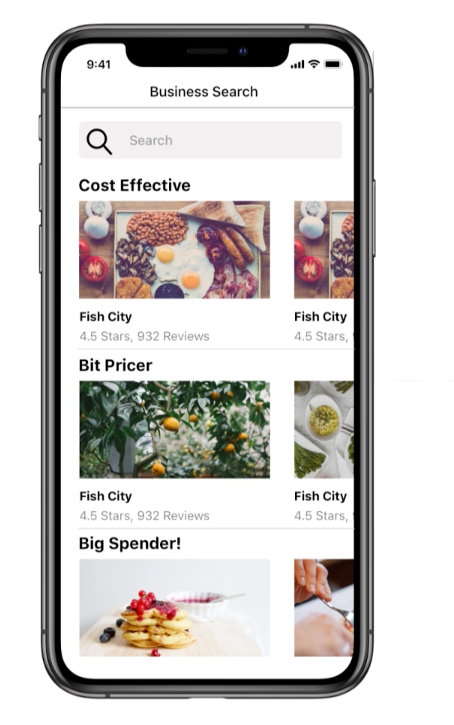 9:41
Business Search
Search
Cost Effective
Fish City
Fish City
4.5 Stars, 932 Reviews
4.5 Stars,
Bit Pricer
Fish City
Fish City
4.5 Stars, 932 Reviews
4.5 Stars,
Big Spender!